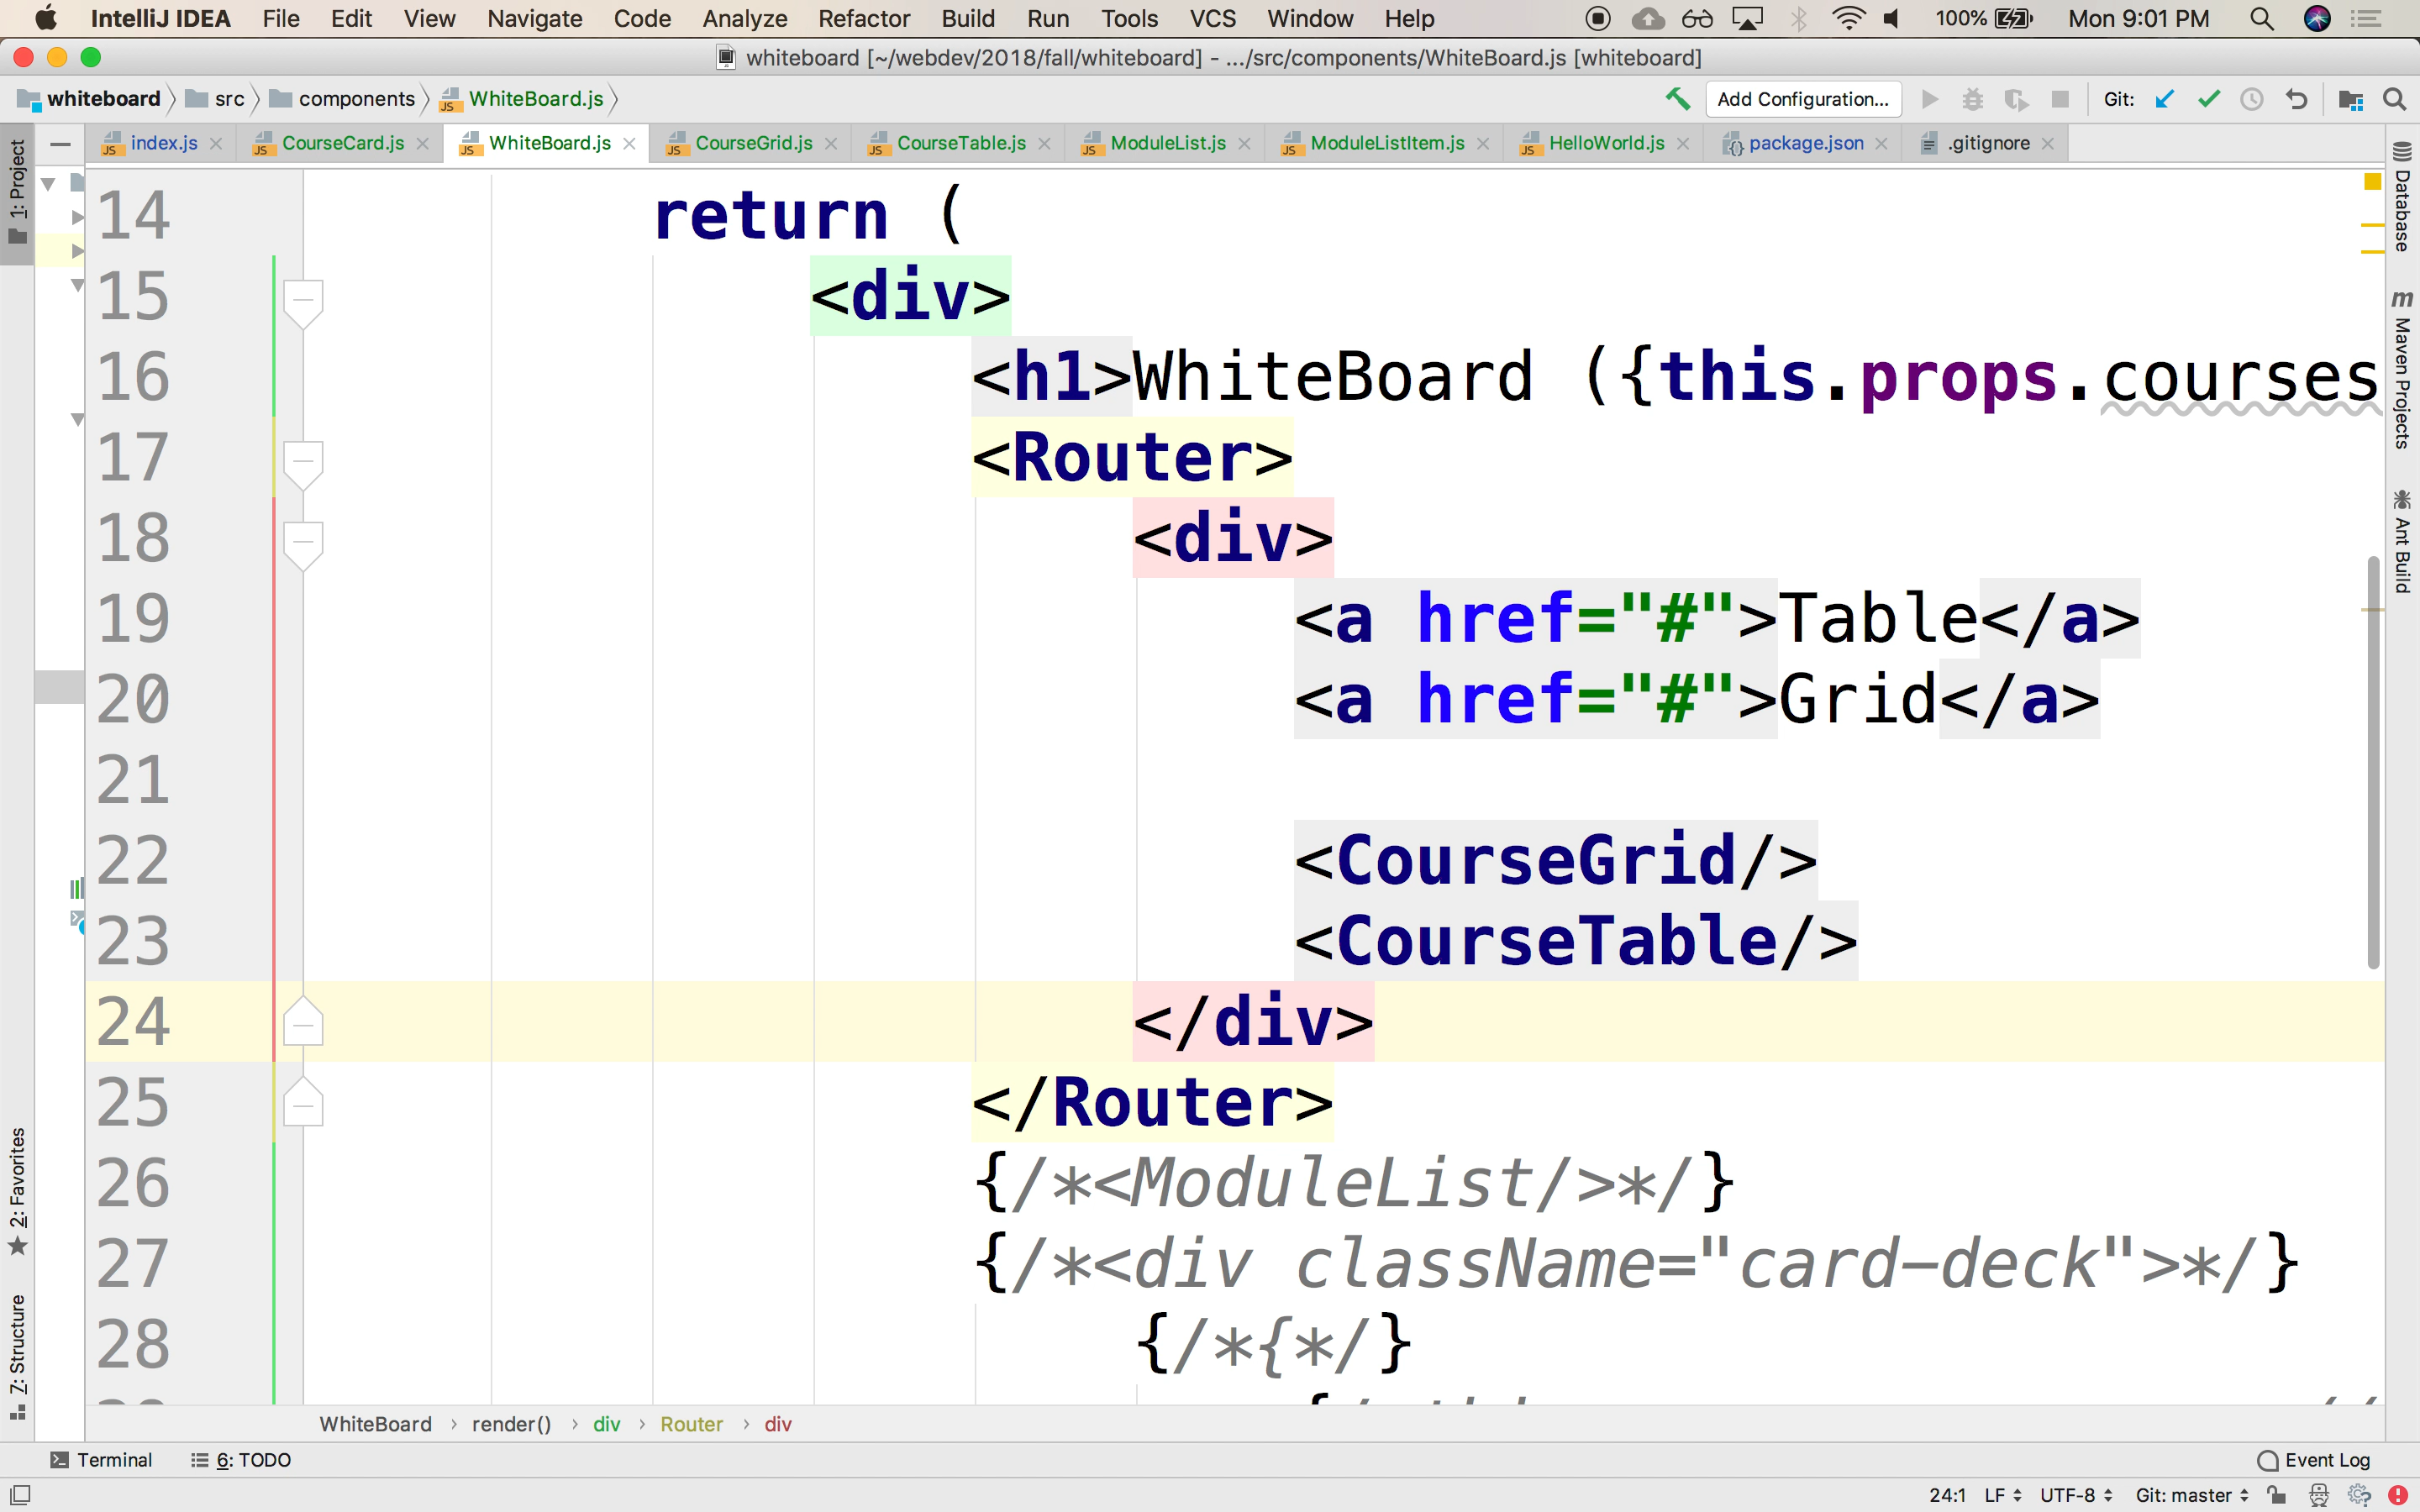 IntelliJ IDEA File Edit View Navigate Code Analyze Refactor Build Run Tools VCS Window Help 100% Mon 9:01 PM
whiteboard [~/webdev/2018/fall/whiteboard] - .../src/components/WhiteBoard.js [whiteboard]
whiteboard src components WhiteBoard.js Add Configuration... Git:
index.js CourseCard.js WhiteBoard.js CourseGrid.js CourseTable.js ModuleList.js ModuleListItem.js HelloWorld.js package.json .gitignore
1: Project
2: Favorites
7: Structure
14 return (
15 <div>
16 <h1>WhiteBoard ({this.props.courses
17 <Router>
18 <div>
19 <a href="#">Table</a>
20 <a href="#">Grid</a>
21
22 <CourseGrid/>
23 <CourseTable/>
24 </div>
25 </Router>
26 {/*<ModuleList/>*/}
27 {/*<div className="card-deck">*/}
28 {/*{*/}
Database
Maven Projects
Ant Build
WhiteBoard › render() › div › Router › div
Terminal 6: TODO Event Log
24:1 LF UTF-8 Git: master